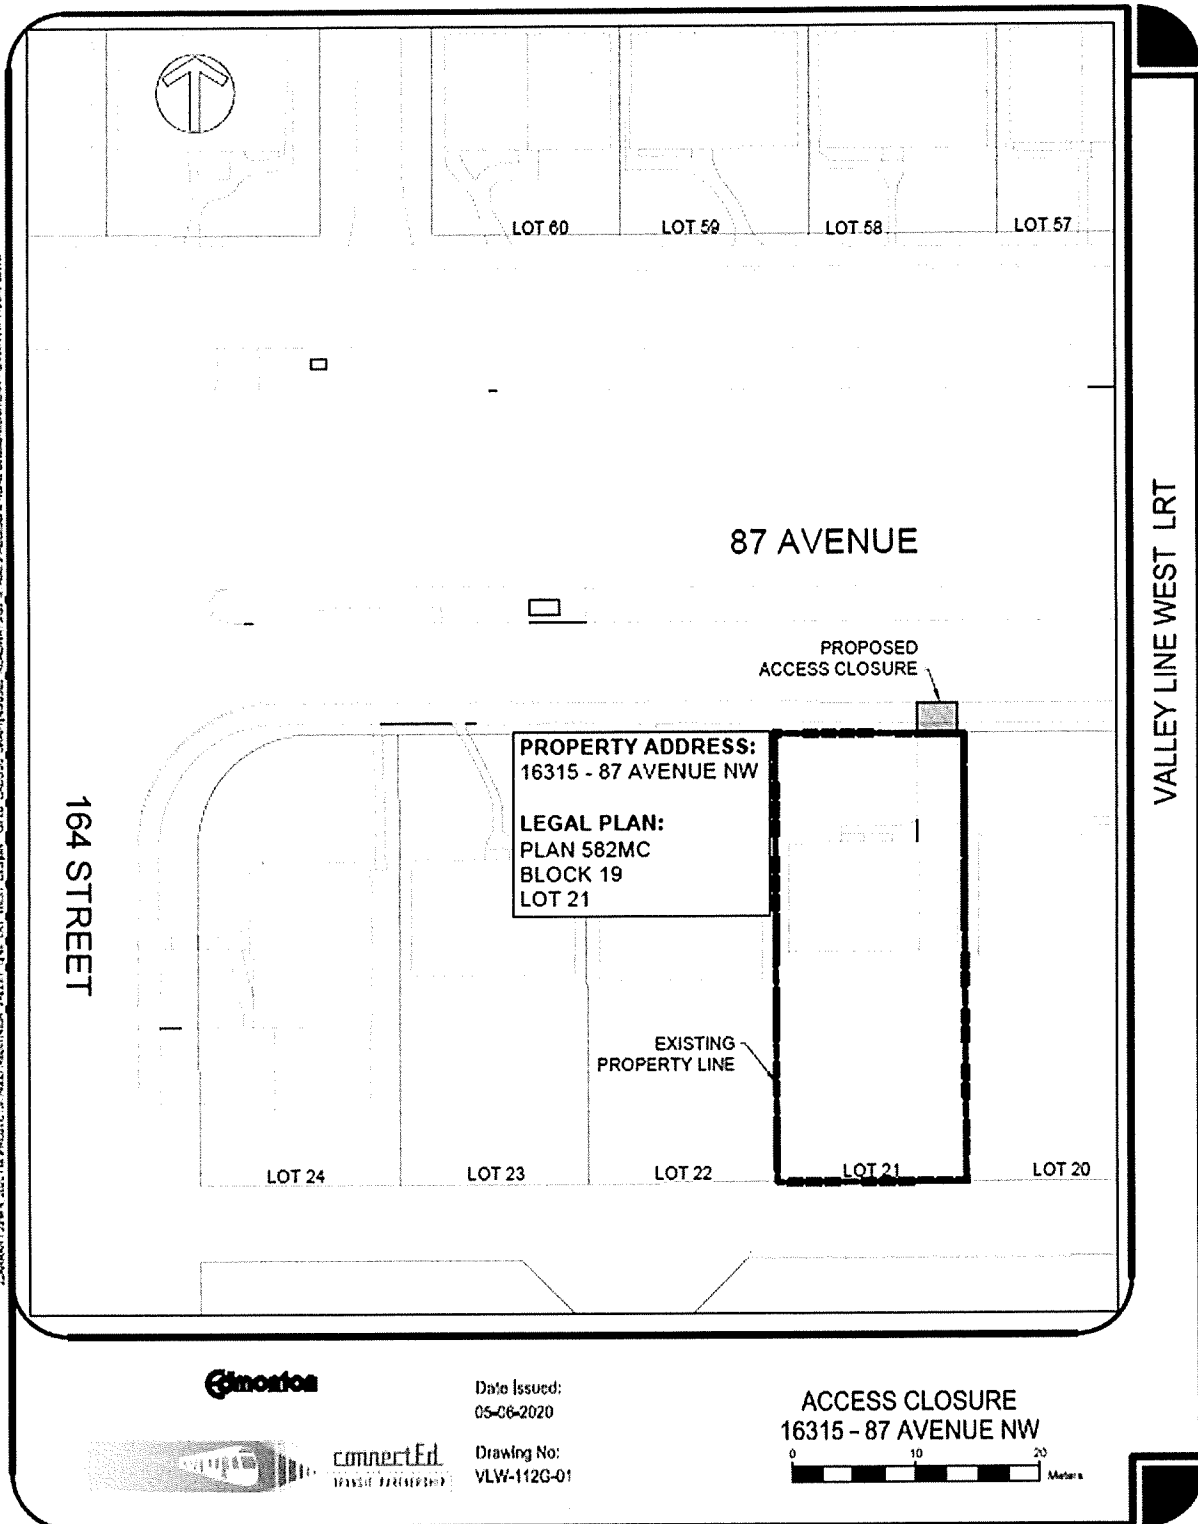 LOT 60
LOT 59
LOT 58
LOT 57
87 AVENUE
PROPOSED
ACCESS CLOSURE
PROPERTY ADDRESS:
16315 - 87 AVENUE NW
LEGAL PLAN:
PLAN 582MC
BLOCK 19
LOT 21
164 STREET
EXISTING
PROPERTY LINE
LOT 24
LOT 23
LOT 22
LOT 21
LOT 20
VALLEY LINE WEST LRT
Edmonton
connectEd
TRANSIT PARTNERSHIP
Date Issued:
05-06-2020
Drawing No:
VLW-112G-01
ACCESS CLOSURE
16315 - 87 AVENUE NW
0 10 20
Meters